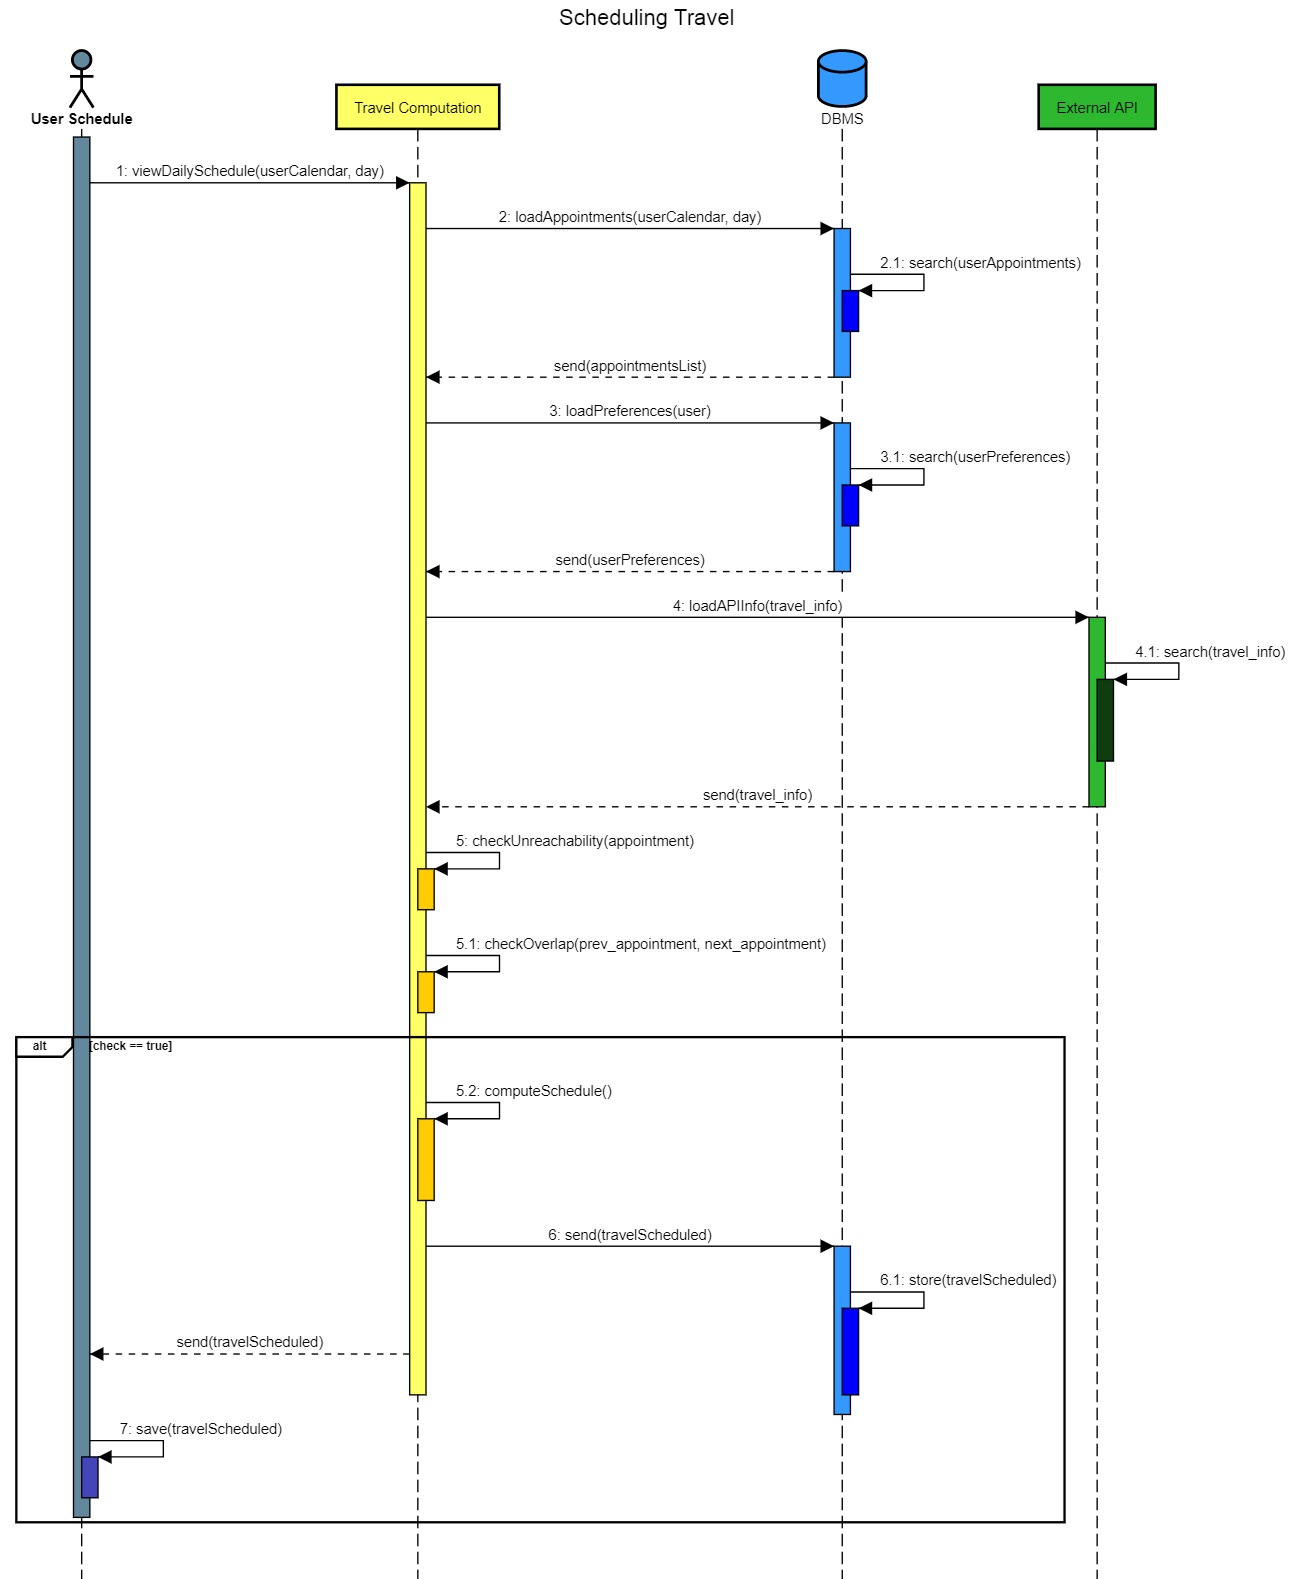 Scheduling Travel
User Schedule
Travel Computation
DBMS
External API
1: viewDailySchedule(userCalendar, day)
2: loadAppointments(userCalendar, day)
2.1: search(userAppointments)
send(appointmentsList)
3: loadPreferences(user)
3.1: search(userPreferences)
send(userPreferences)
4: loadAPIInfo(travel_info)
4.1: search(travel_info)
send(travel_info)
5: checkUnreachability(appointment)
5.1: checkOverlap(prev_appointment, next_appointment)
alt [check == true]
5.2: computeSchedule()
6: send(travelScheduled)
6.1: store(travelScheduled)
send(travelScheduled)
7: save(travelScheduled)